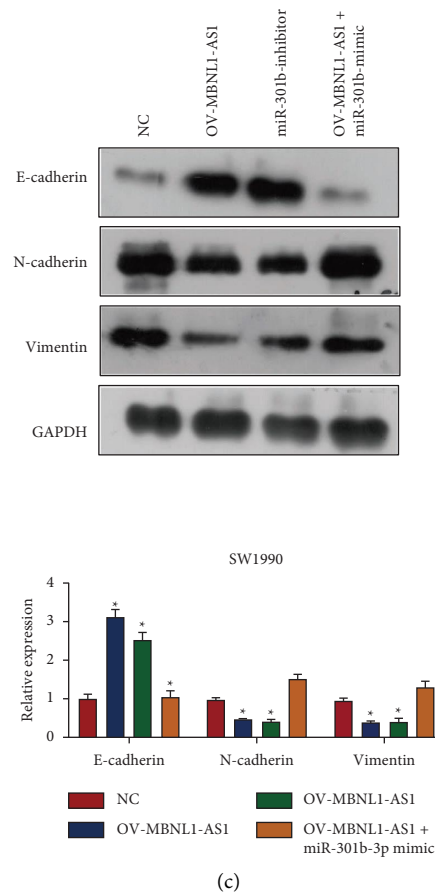 NC
OV-MBNL1-AS1
miR-301b-inhibitor
OV-MBNL1-AS1 +
miR-301b-mimic
E-cadherin
N-cadherin
Vimentin
GAPDH
SW1990
Relative expression
4
3
2
1
0
*
*
*
*
*
*
*
E-cadherin
N-cadherin
Vimentin
NC
OV-MBNL1-AS1
OV-MBNL1-AS1
OV-MBNL1-AS1 +
miR-301b-3p mimic
(c)